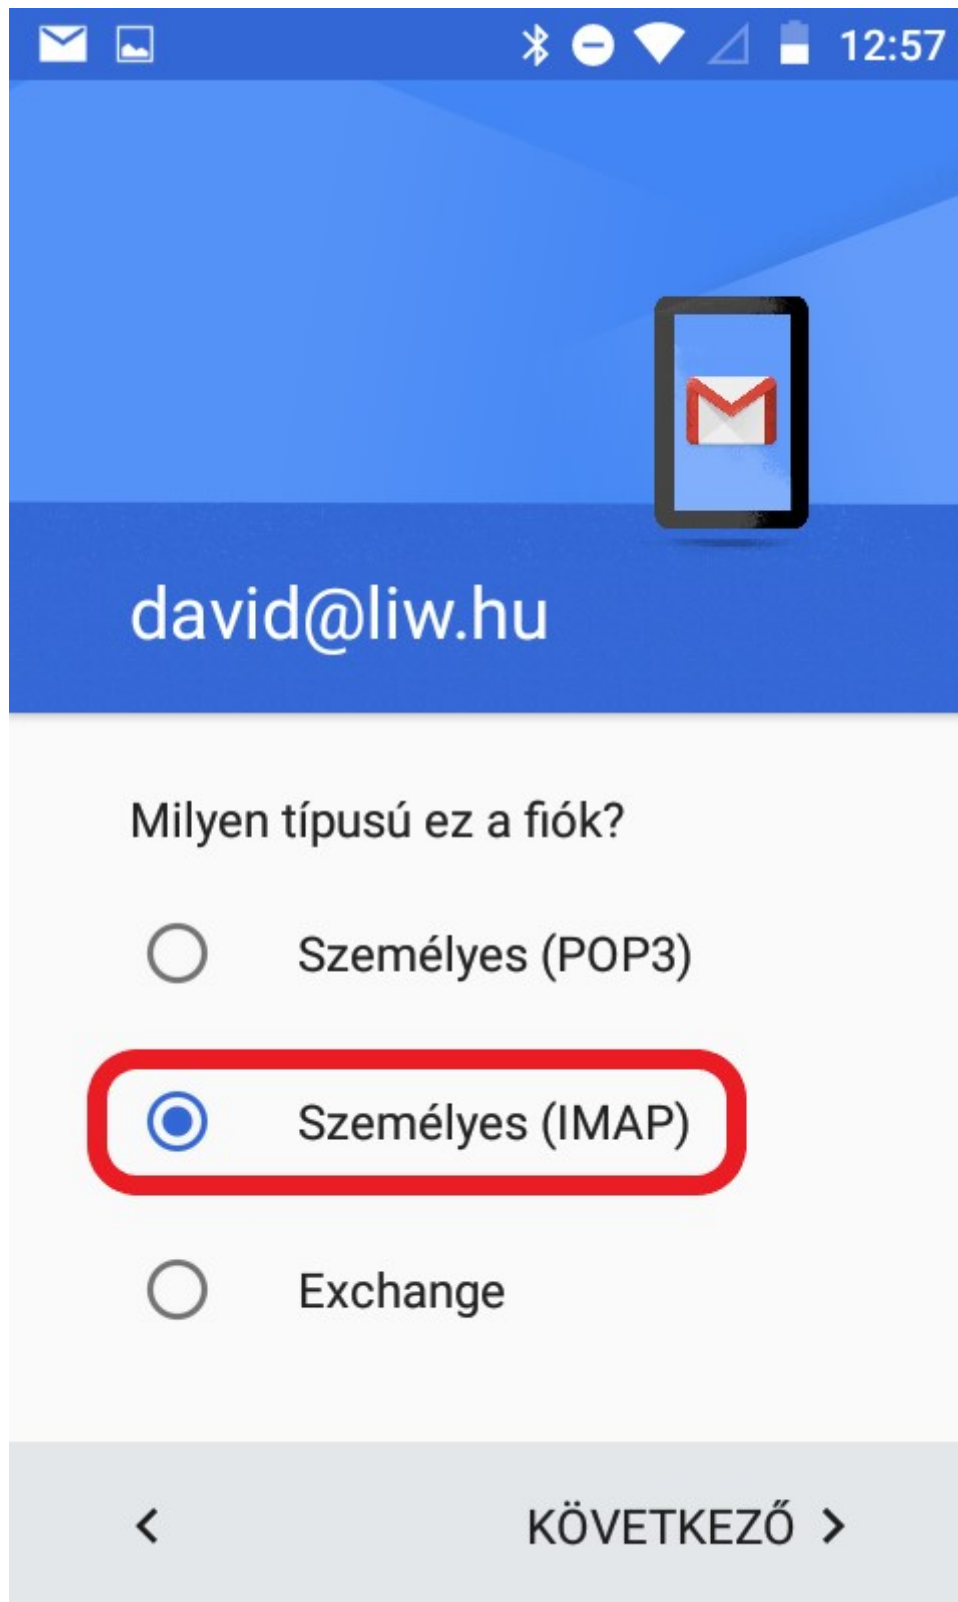 12:57
david@liw.hu
Milyen típusú ez a fiók?
Személyes (POP3)
Személyes (IMAP)
Exchange
KÖVETKEZŐ